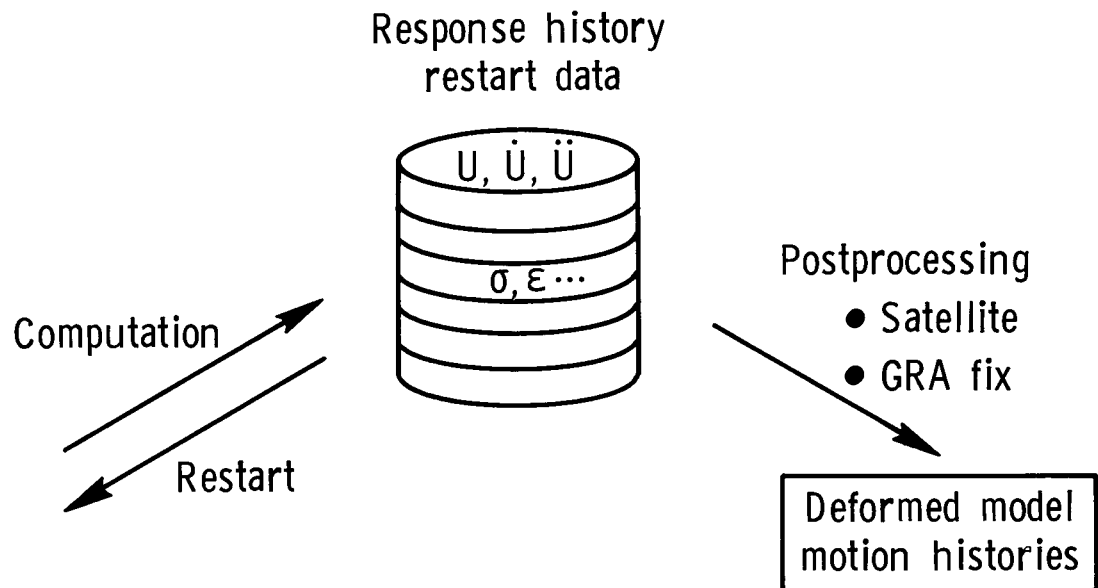 Response history
restart data
U, U̇, Ü
σ, ε ···
Computation
Restart
Postprocessing
● Satellite
● GRA fix
Deformed model
motion histories